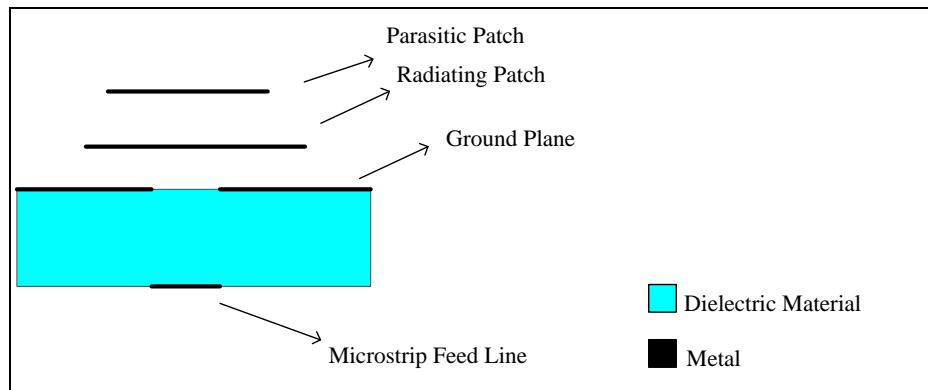 Parasitic Patch
Radiating Patch
Ground Plane
Dielectric Material
Metal
Microstrip Feed Line